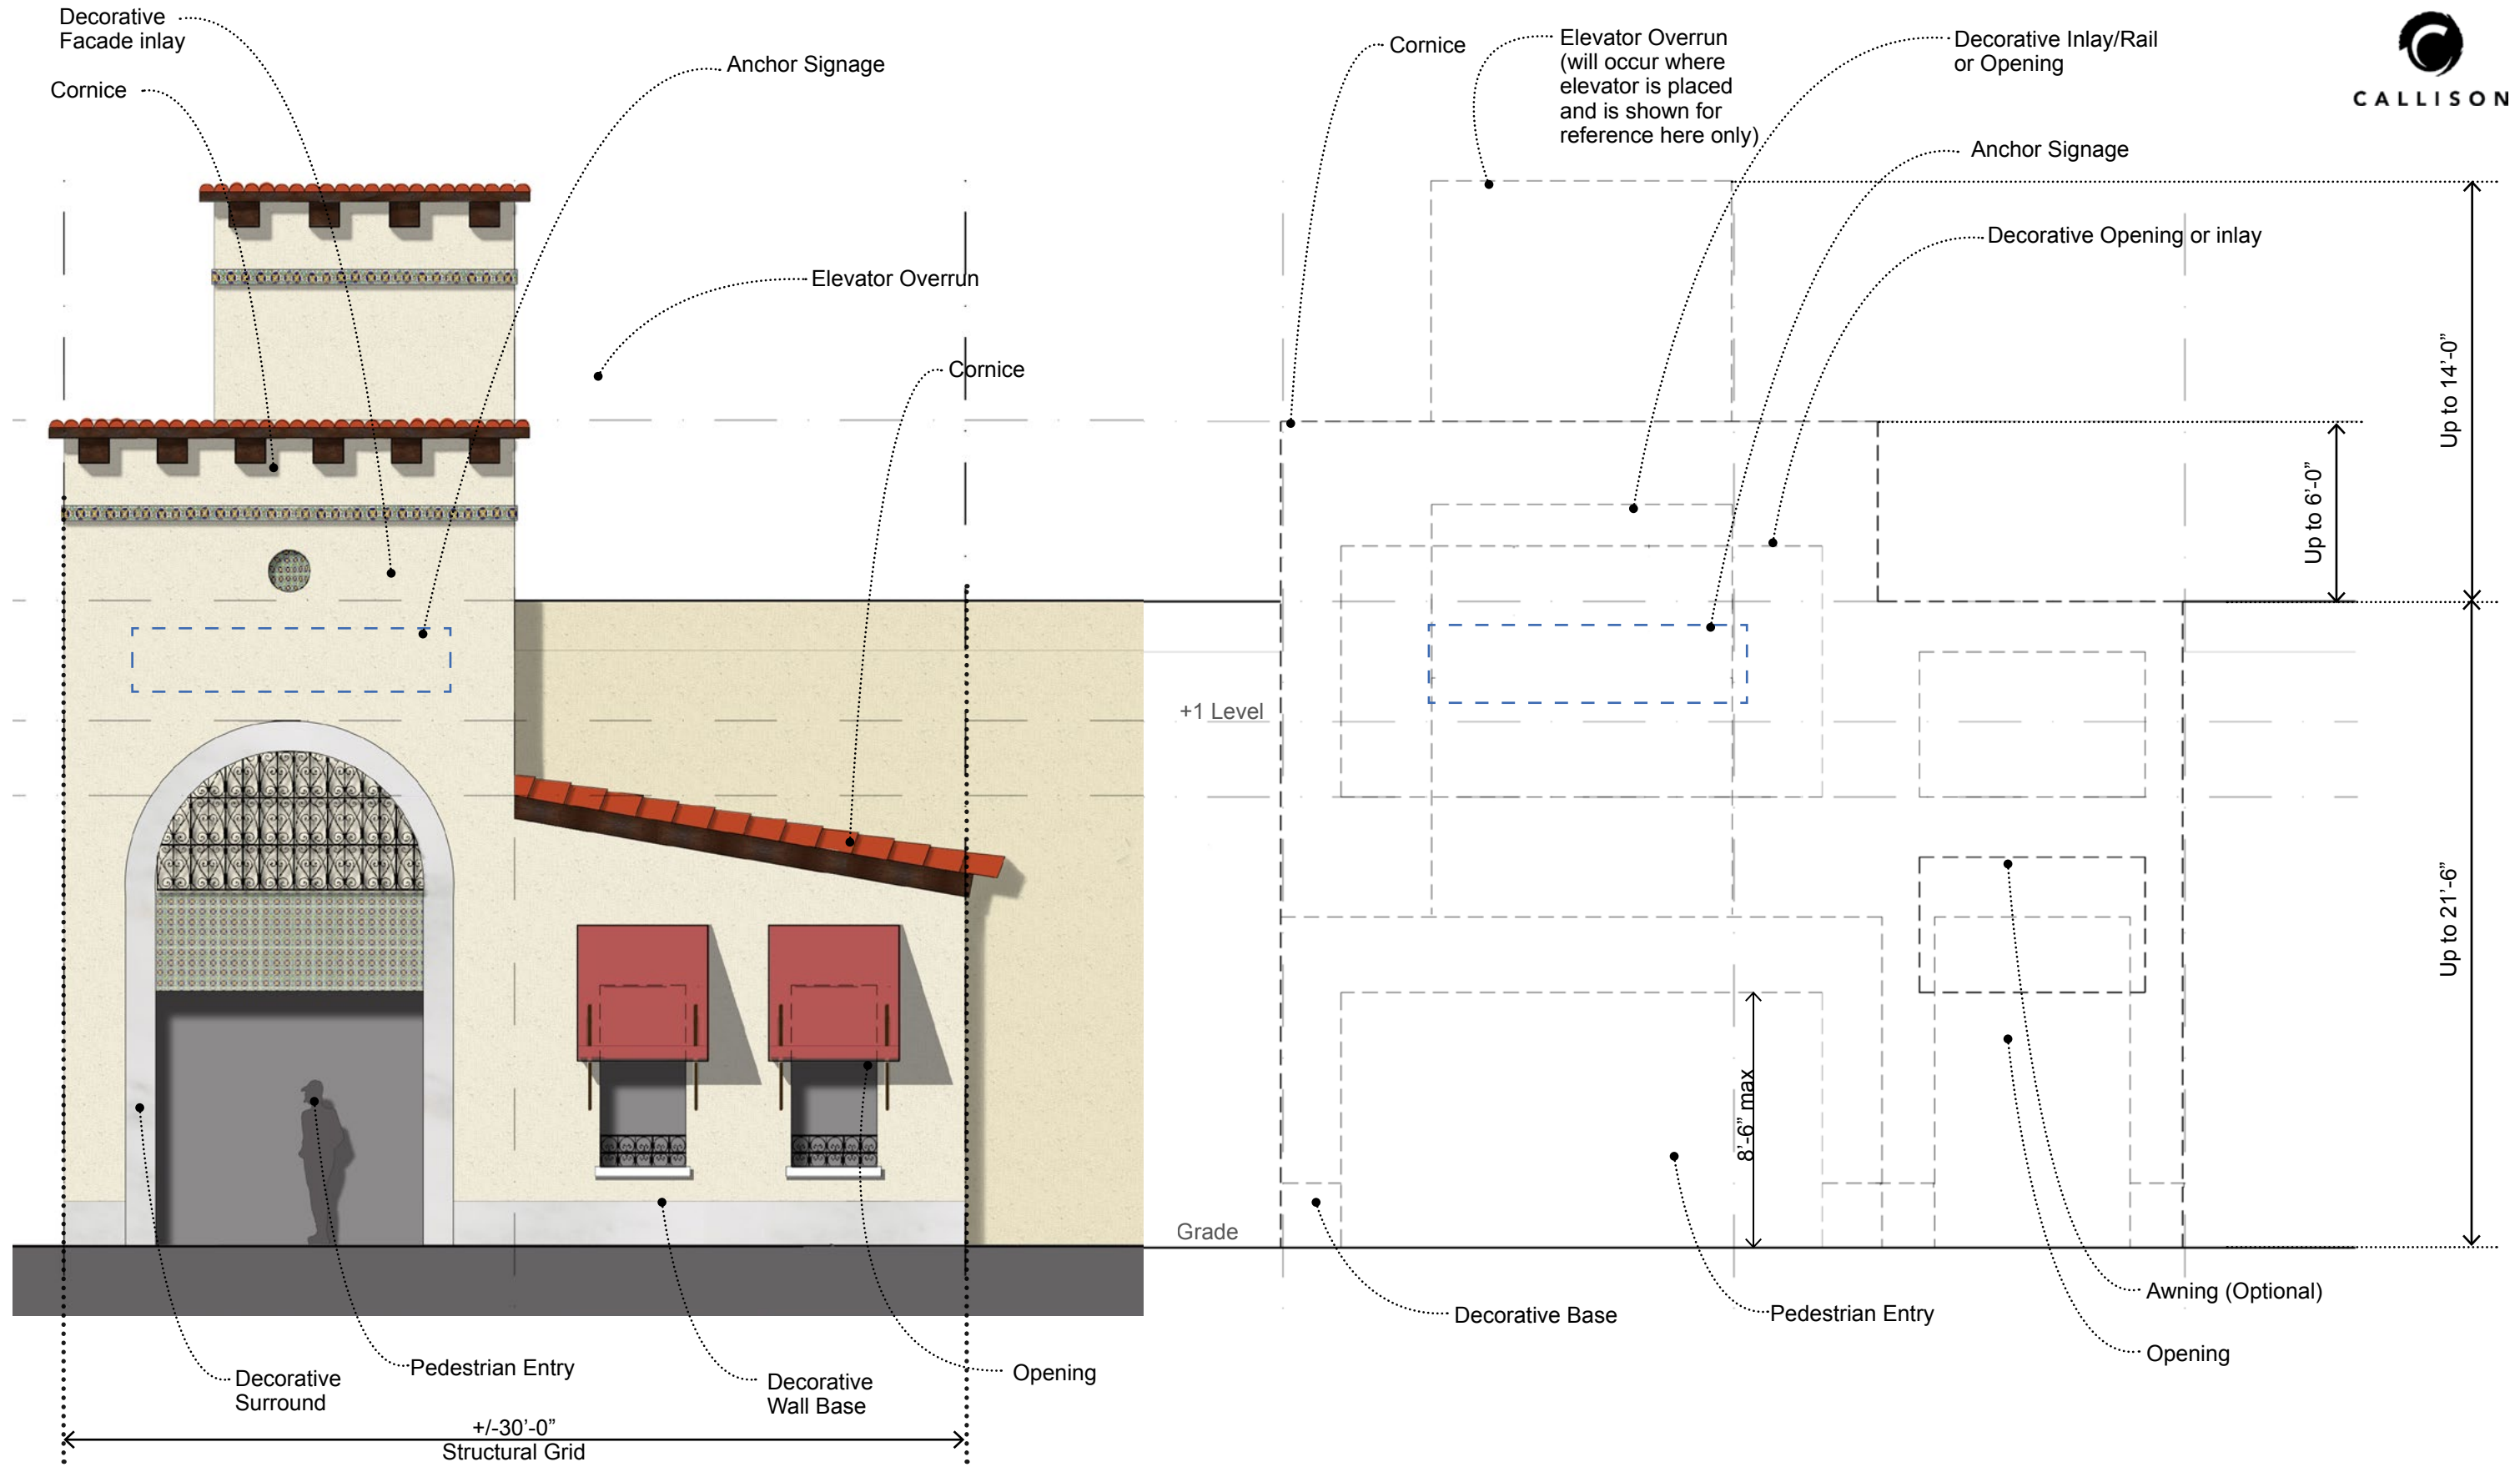 Decorative
Facade inlay
Cornice
Anchor Signage
Elevator Overrun
Cornice
Cornice
Elevator Overrun
(will occur where
elevator is placed
and is shown for
reference here only)
Decorative Inlay/Rail
or Opening
Anchor Signage
Decorative Opening or inlay
CALLISON
Up to 14'-0"
Up to 6'-0"
+1 Level
Up to 21'-6"
8'-6" max
Grade
Decorative
Surround
Pedestrian Entry
Decorative
Wall Base
Opening
Decorative Base
Pedestrian Entry
Awning (Optional)
Opening
+/-30'-0"
Structural Grid